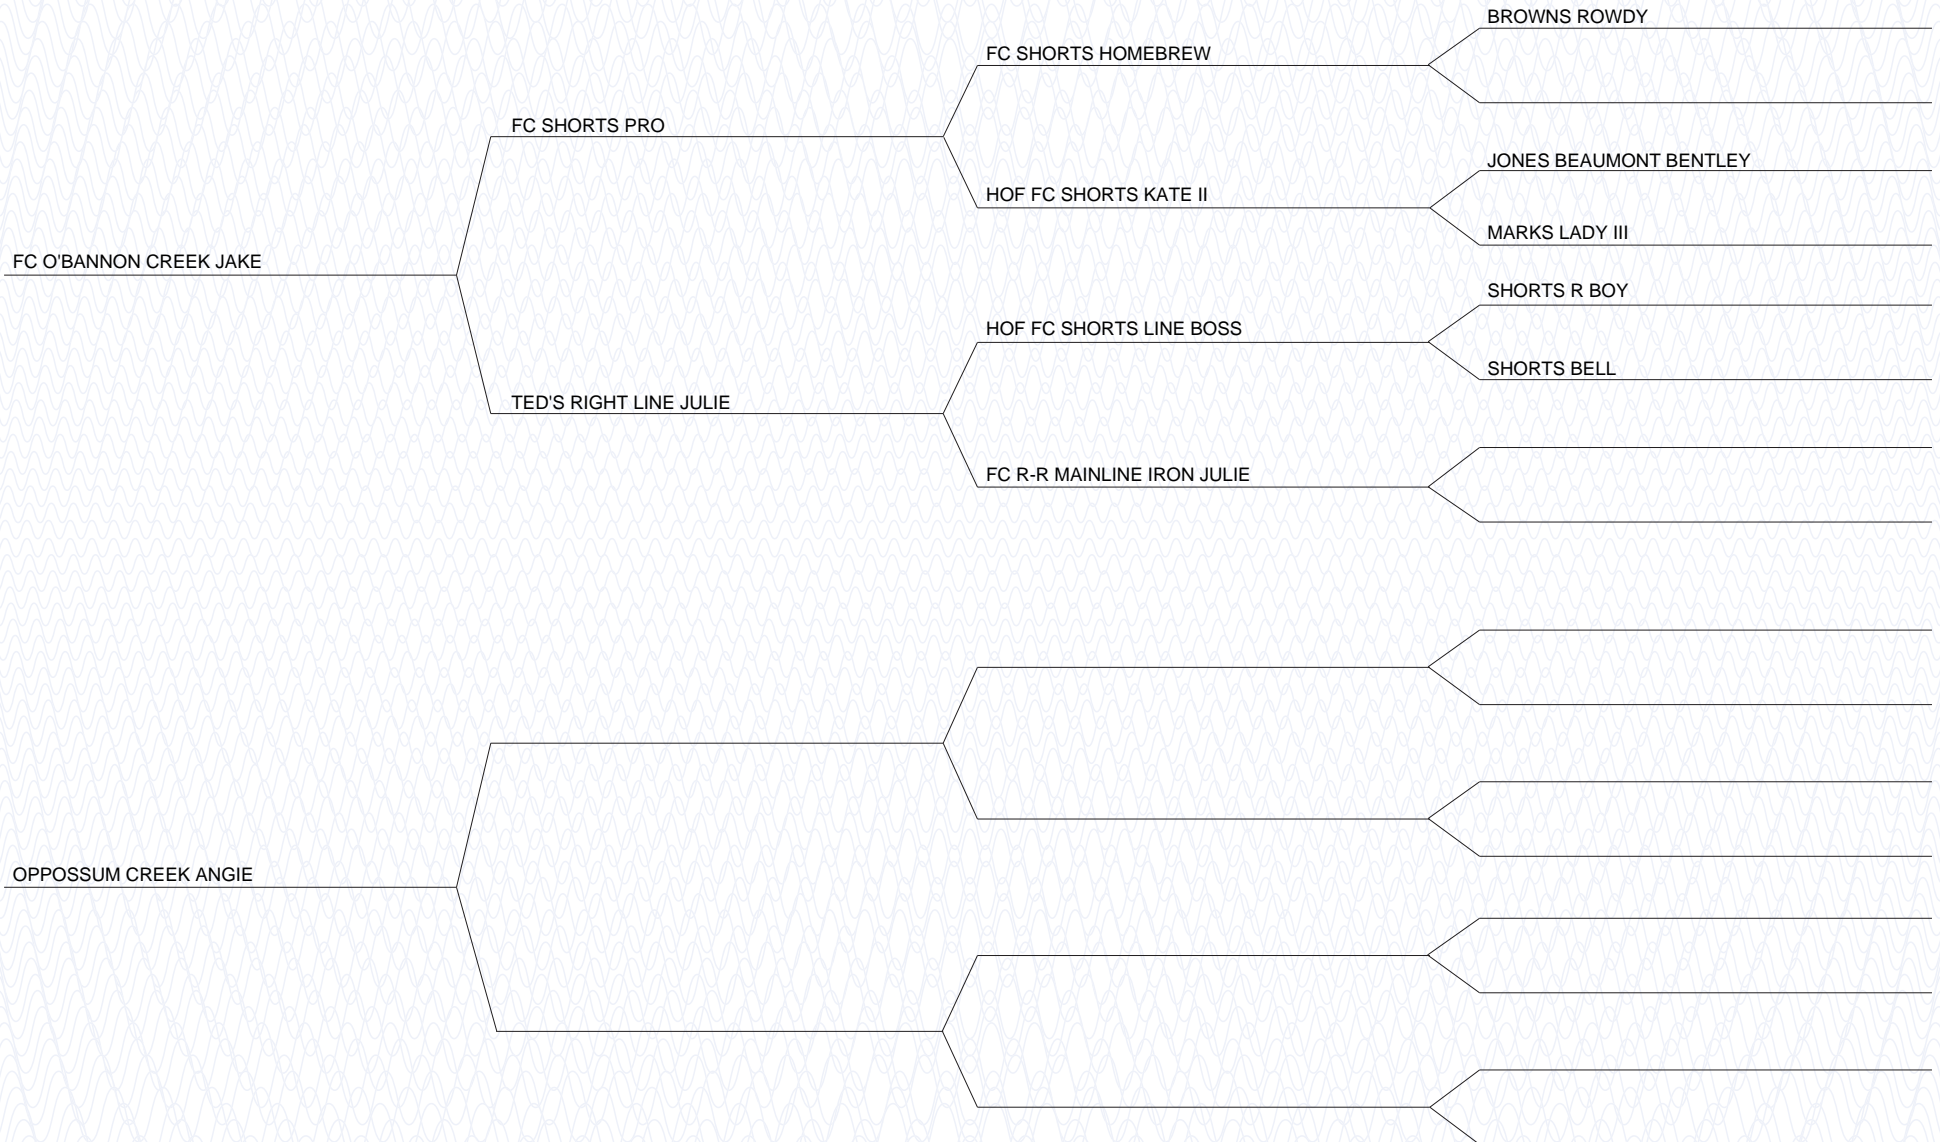 BROWNS ROWDY
FC SHORTS HOMEBREW
FC SHORTS PRO
JONES BEAUMONT BENTLEY
HOF FC SHORTS KATE II
MARKS LADY III
FC O'BANNON CREEK JAKE
SHORTS R BOY
HOF FC SHORTS LINE BOSS
SHORTS BELL
TED'S RIGHT LINE JULIE
FC R-R MAINLINE IRON JULIE
OPPOSSUM CREEK ANGIE